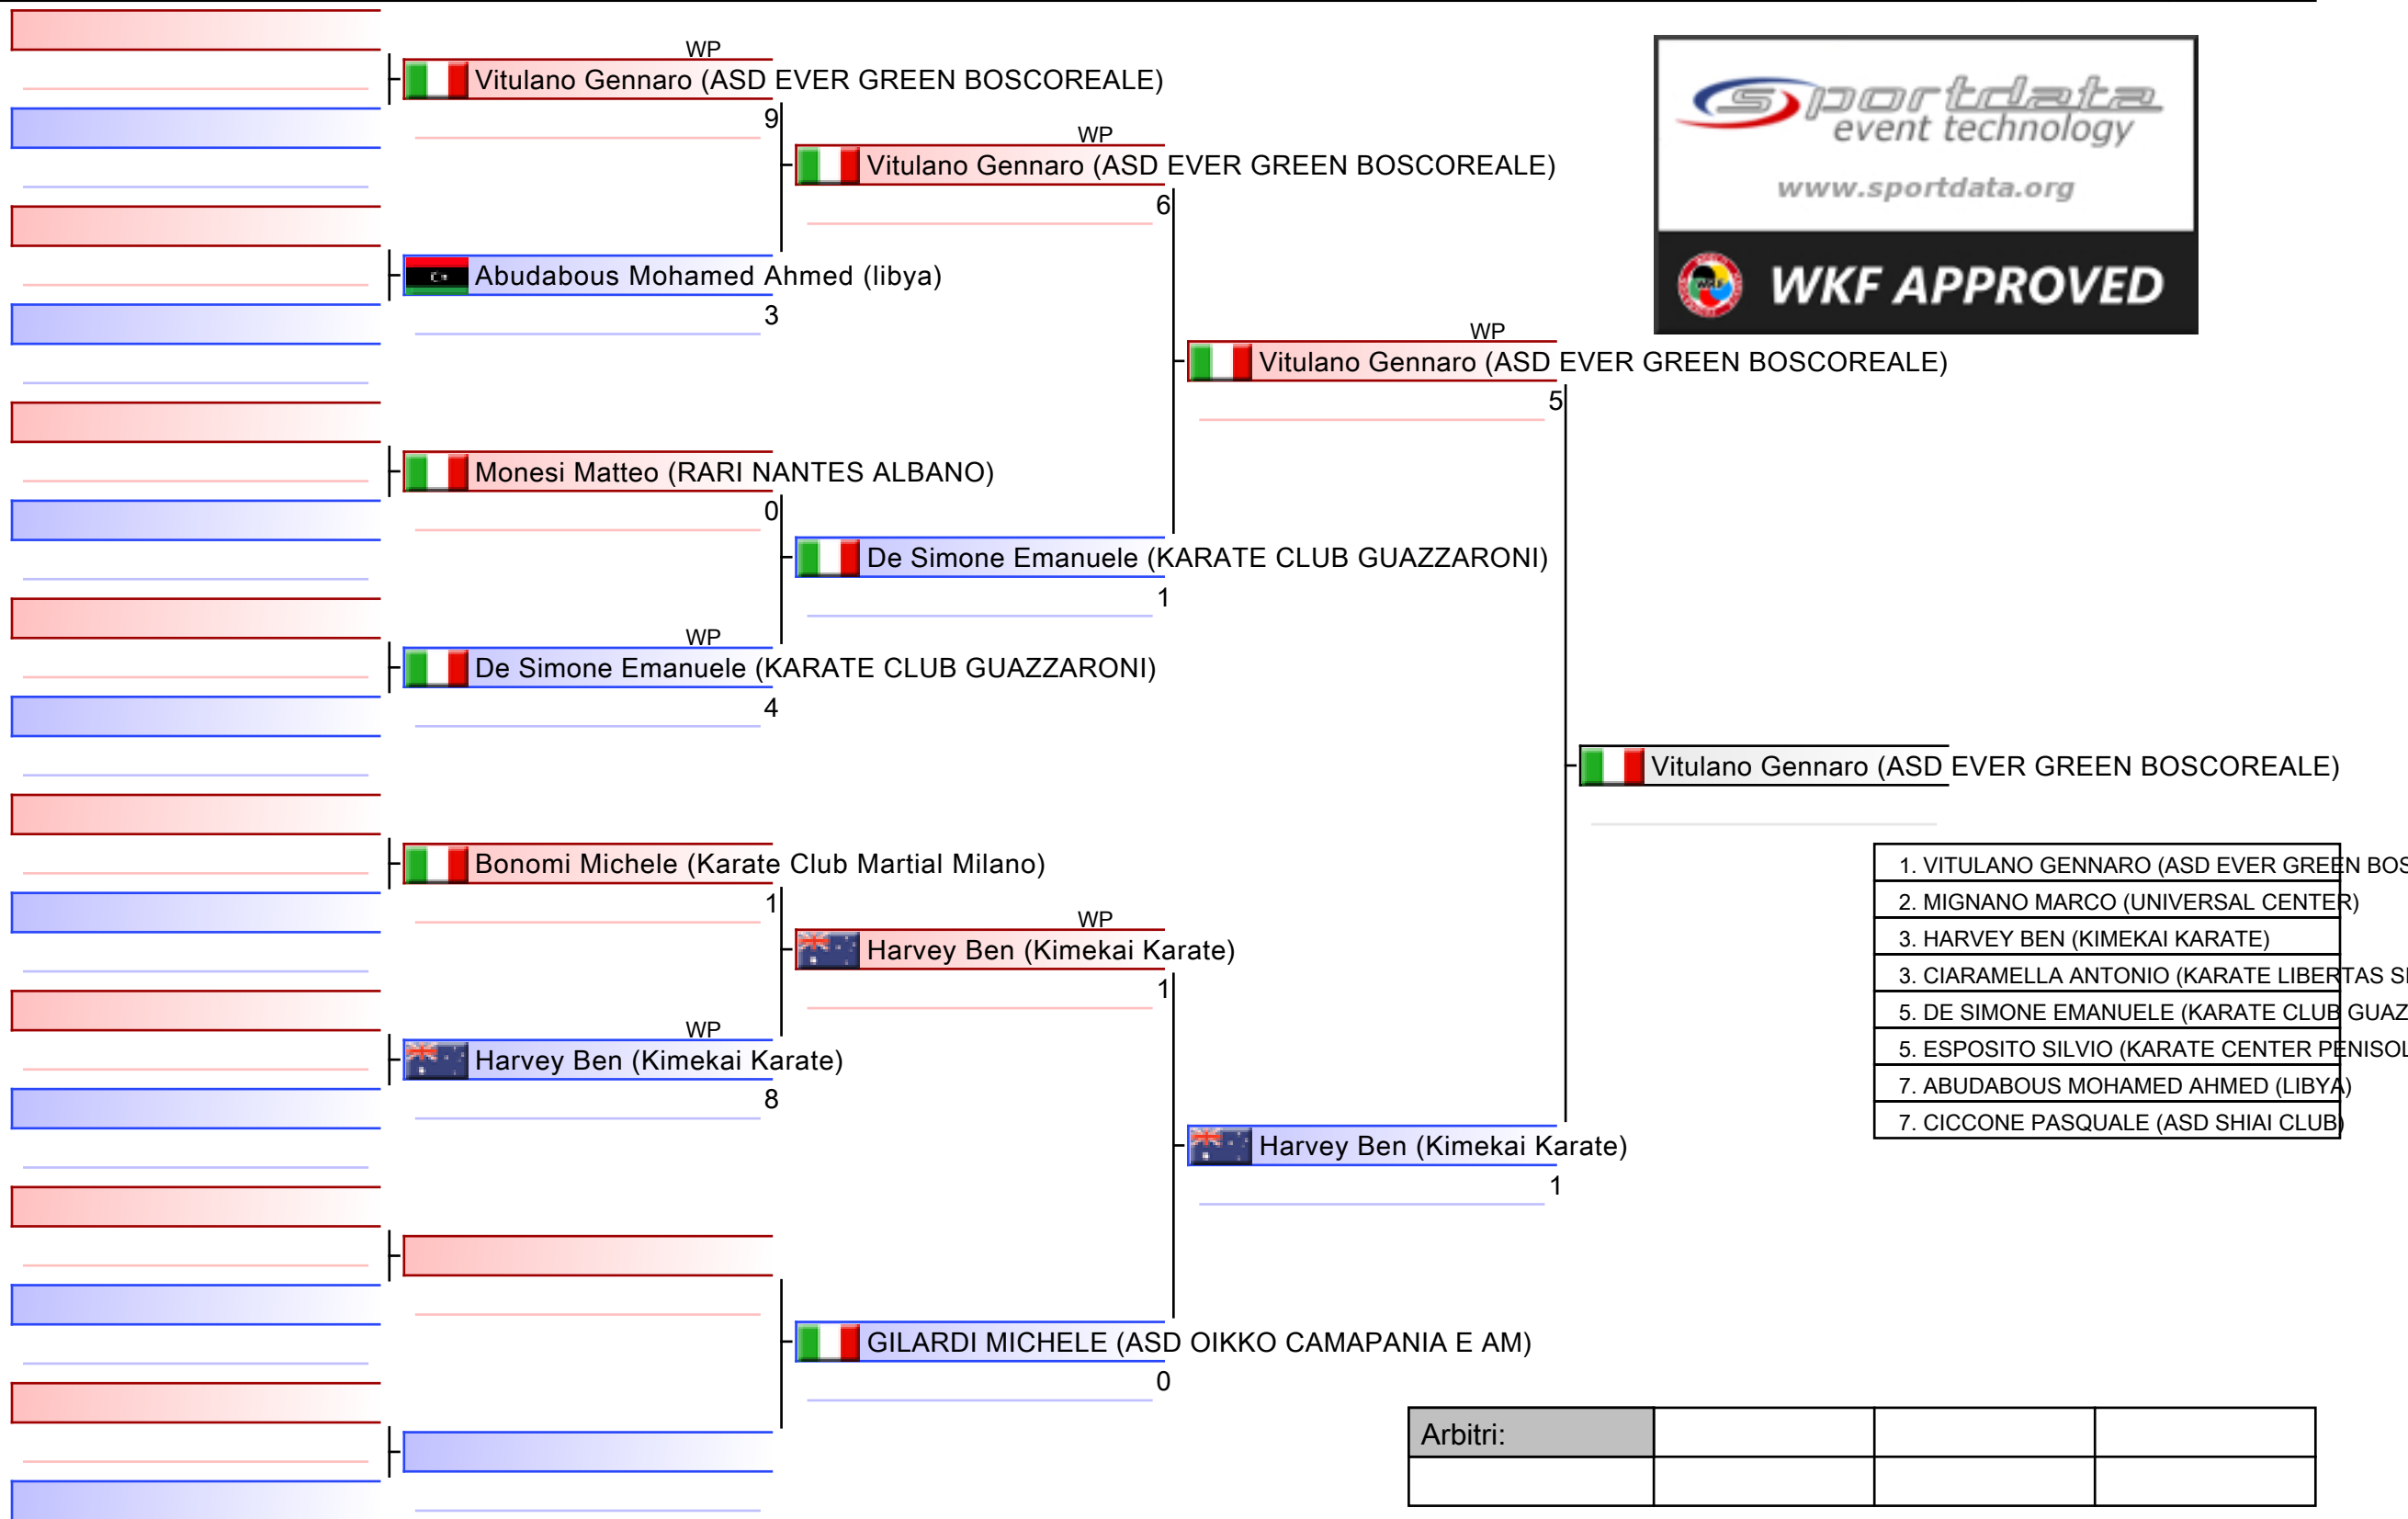 WP
Vitulano Gennaro (ASD EVER GREEN BOSCOREALE)
9
WP
Vitulano Gennaro (ASD EVER GREEN BOSCOREALE)
6
Abudabous Mohamed Ahmed (libya)
3
WP
Vitulano Gennaro (ASD EVER GREEN BOSCOREALE)
5
Monesi Matteo (RARI NANTES ALBANO)
0
De Simone Emanuele (KARATE CLUB GUAZZARONI)
1
WP
De Simone Emanuele (KARATE CLUB GUAZZARONI)
4
Vitulano Gennaro (ASD EVER GREEN BOSCOREALE)
Bonomi Michele (Karate Club Martial Milano)
1
WP
Harvey Ben (Kimekai Karate)
1
WP
Harvey Ben (Kimekai Karate)
8
Harvey Ben (Kimekai Karate)
1
GILARDI MICHELE (ASD OIKKO CAMAPANIA E AM)
0
sportdata
event technology
www.sportdata.org
WKF APPROVED
1. VITULANO GENNARO (ASD EVER GREEN BOS
2. MIGNANO MARCO (UNIVERSAL CENTER)
3. HARVEY BEN (KIMEKAI KARATE)
3. CIARAMELLA ANTONIO (KARATE LIBERTAS
5. DE SIMONE EMANUELE (KARATE CLUB GUAZ
5. ESPOSITO SILVIO (KARATE CENTER PENISOL
7. ABUDABOUS MOHAMED AHMED (LIBYA)
7. CICCONE PASQUALE (ASD SHIAI CLUB)
Arbitri: